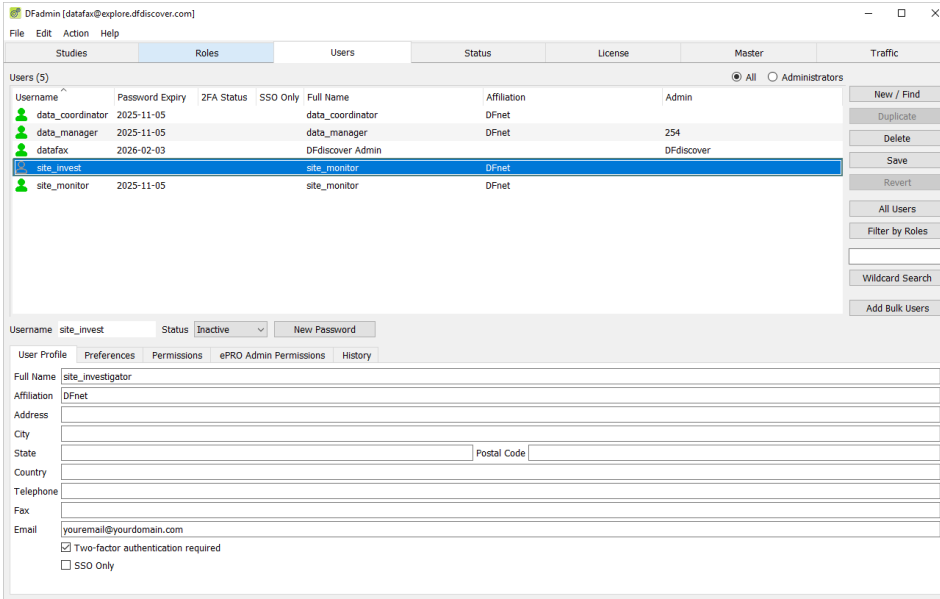 DFadmin [datafax@explore.dfdiscover.com]
File Edit Action Help
Studies Roles Users Status License Master Traffic
Users (5) All Administrators
Username Password Expiry 2FA Status SSO Only Full Name Affiliation Admin
data_coordinator 2025-11-05 data_coordinator DFnet
data_manager 2025-11-05 data_manager DFnet 254
datafax 2026-02-03 DFdiscover Admin DFdiscover
site_invest site_monitor DFnet
site_monitor 2025-11-05 site_monitor DFnet
New / Find
Duplicate
Delete
Save
Revert
All Users
Filter by Roles
Wildcard Search
Add Bulk Users
Username site_invest Status Inactive New Password
User Profile Preferences Permissions ePRO Admin Permissions History
Full Name site_investigator
Affiliation DFnet
Address
City
State Postal Code
Country
Telephone
Fax
Email youremail@yourdomain.com
Two-factor authentication required
SSO Only